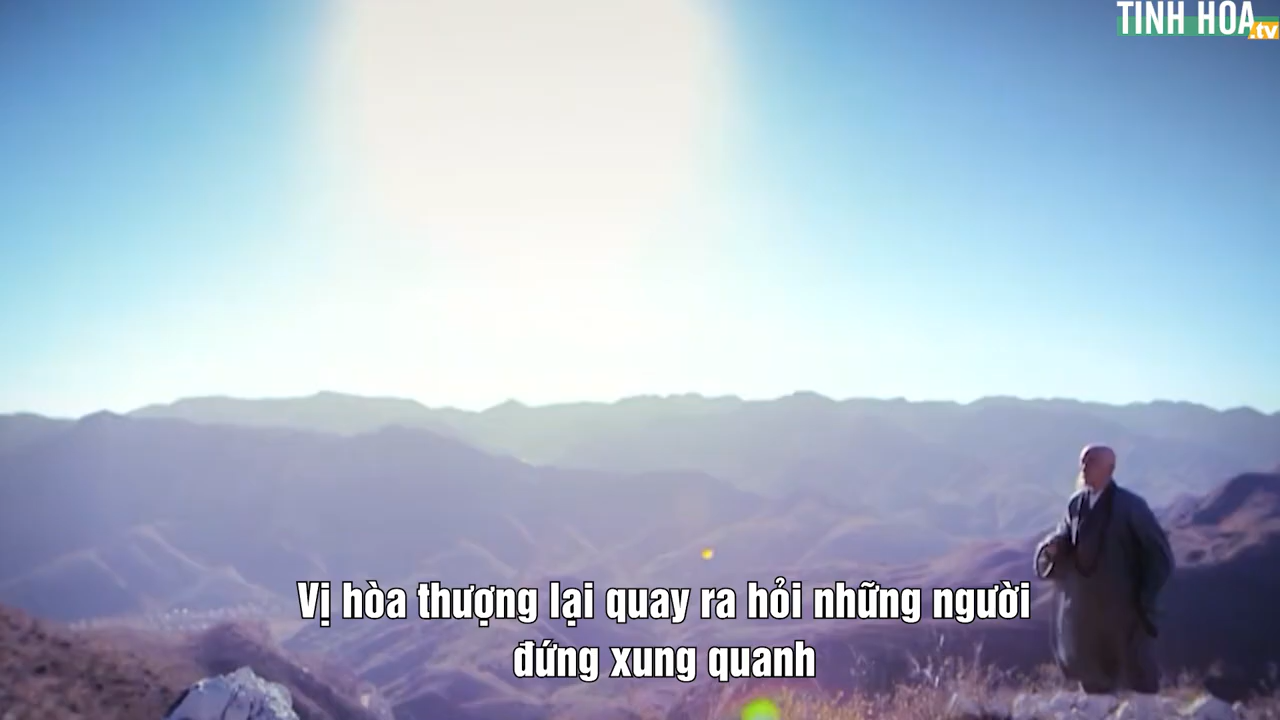 TINH HOA
.tv
Vị hòa thượng lại quay ra hỏi những người
đứng xung quanh